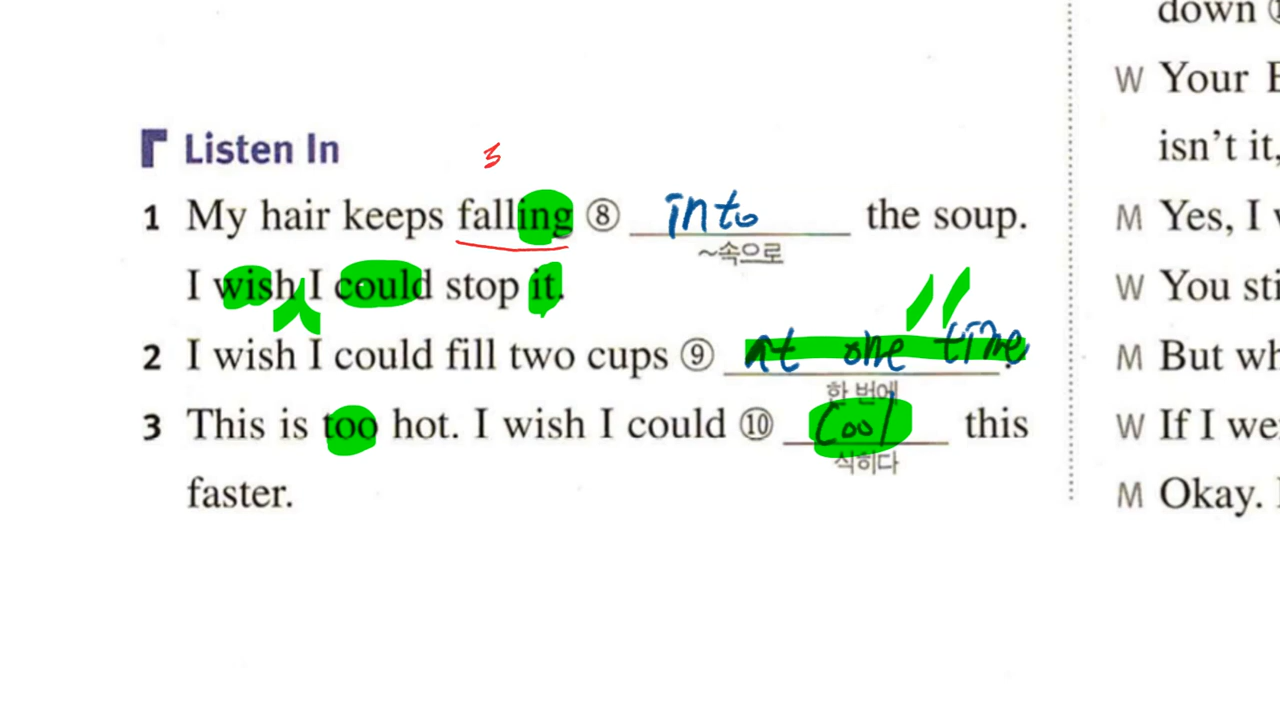 down
W Your
isn't it,
Listen In
3
1 My hair keeps falling ⑧ into the soup.
~속으로
M Yes, I
I wish I could stop it.
W You sti
2 I wish I could fill two cups ⑨ at one time.
한 번에
M But wh
3 This is too hot. I wish I could ⑩ cool this
식히다
W If I we
faster.
M Okay.